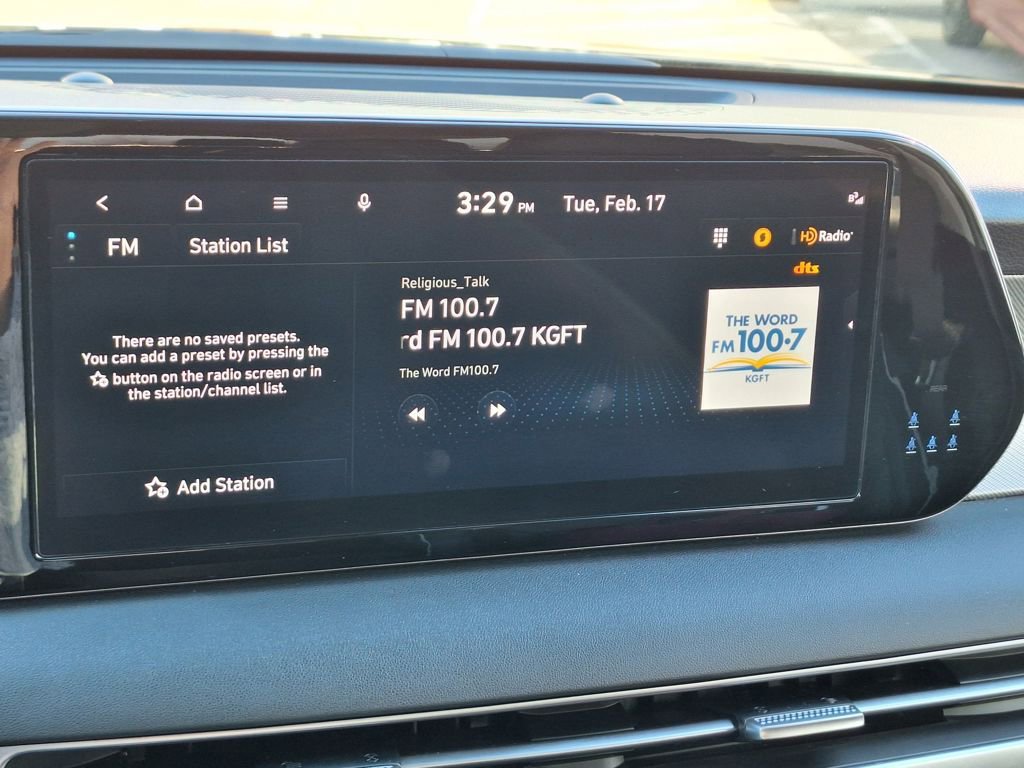 3:29 PM Tue, Feb. 17
FM Station List
HD Radio
dts
There are no saved presets.
You can add a preset by pressing the
button on the radio screen or in
the station/channel list.
Add Station
Religious_Talk
FM 100.7
rd FM 100.7 KGFT
The Word FM100.7
THE WORD
FM 100.7
KGFT
REAR